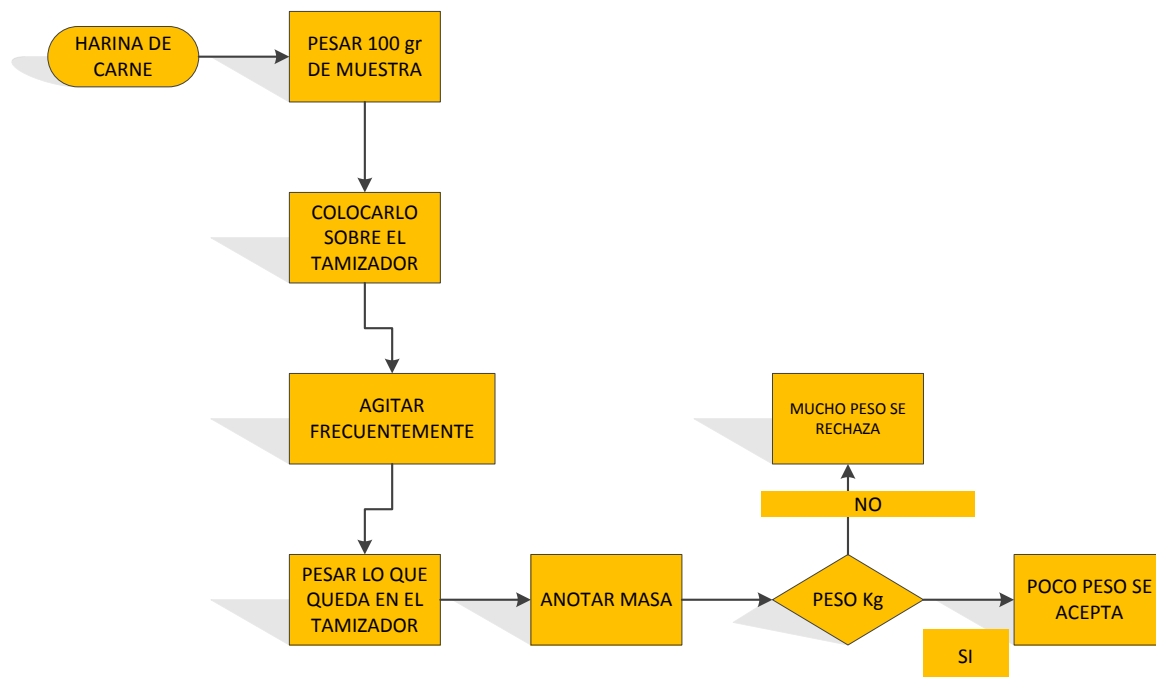 HARINA DE
CARNE
PESAR 100 gr
DE MUESTRA
COLOCARLO
SOBRE EL
TAMIZADOR
AGITAR
FRECUENTEMENTE
PESAR LO QUE
QUEDA EN EL
TAMIZADOR
ANOTAR MASA
PESO Kg
NO
MUCHO PESO SE
RECHAZA
SI
POCO PESO SE
ACEPTA